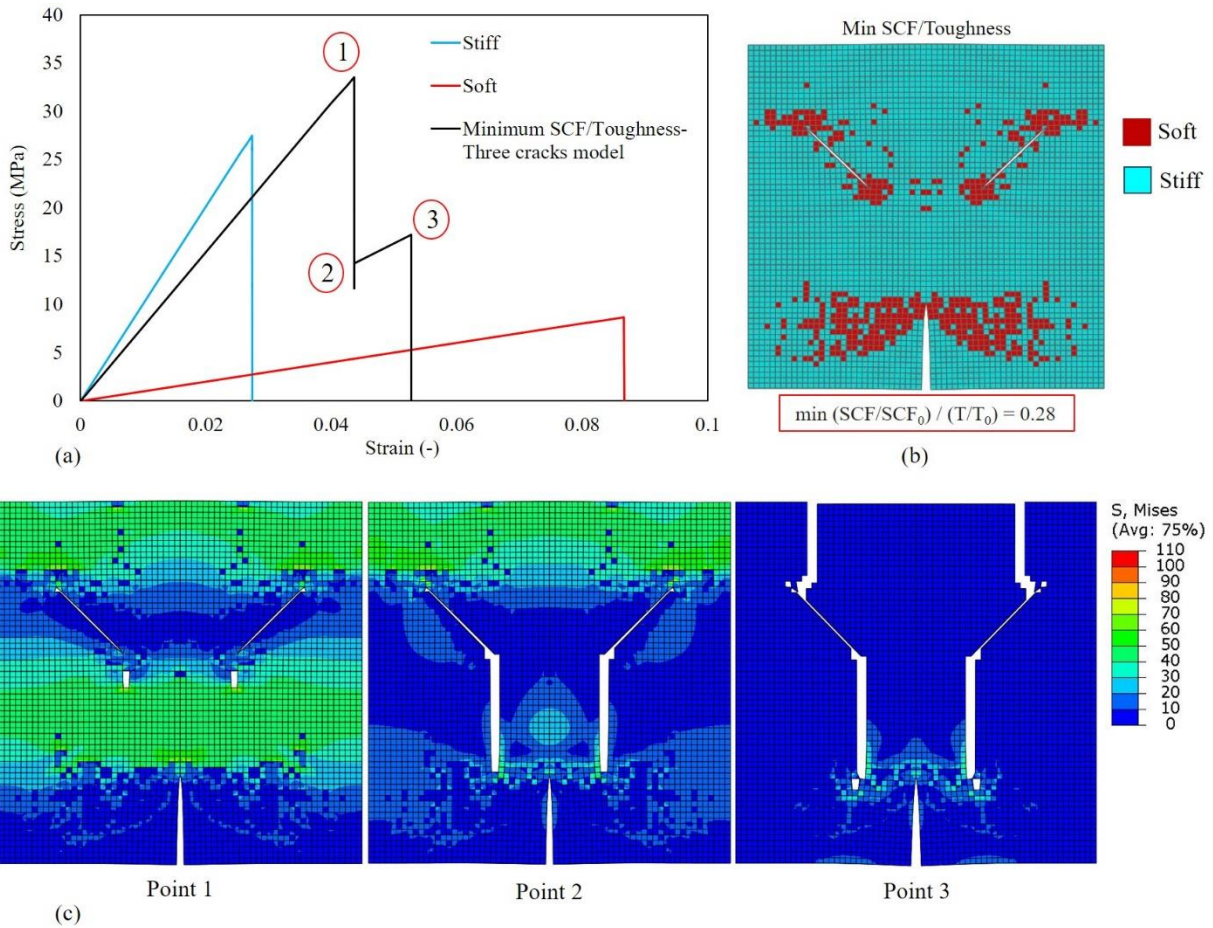 40
35
30
25
20
15
10
5
0
Stress (MPa)
1
2
3
Stiff
Soft
Minimum SCF/Toughness-
Three cracks model
0
0.02
0.04
0.06
0.08
0.1
Strain (-)
(a)
Min SCF/Toughness
Soft
Stiff
min (SCF/SCF₀) / (T/T₀) = 0.28
(b)
S, Mises
(Avg: 75%)
110
90
80
70
60
50
40
30
20
10
0
Point 1
Point 2
Point 3
(c)